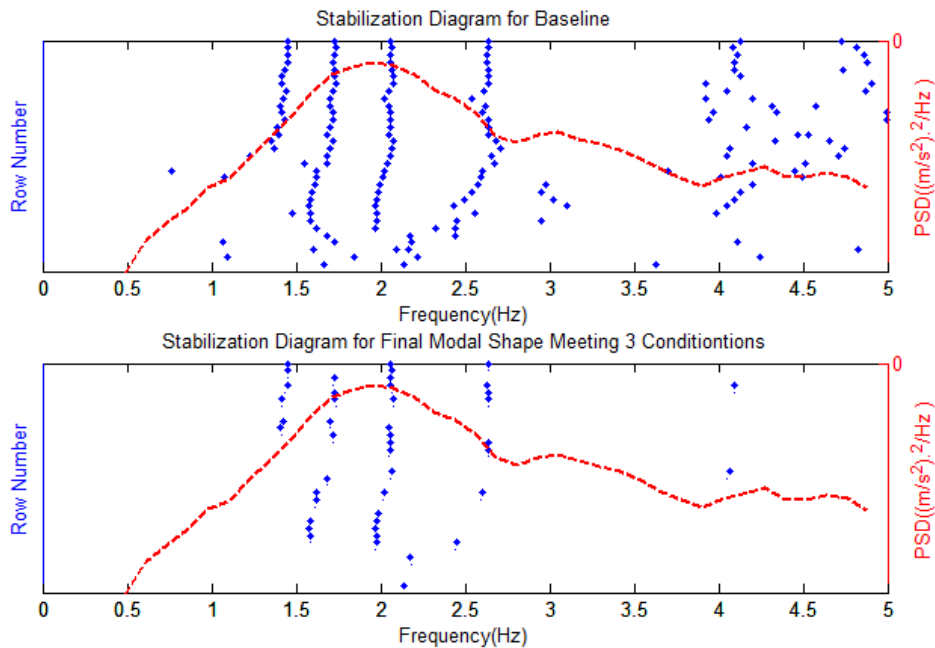 Stabilization Diagram for Baseline
Row Number
0
PSD((m/s²).²/Hz
0 0.5 1 1.5 2 2.5 3 3.5 4 4.5 5
Frequency(Hz)
Stabilization Diagram for Final Modal Shape Meeting 3 Conditiontions
Row Number
0
PSD((m/s²).²/Hz )
0 0.5 1 1.5 2 2.5 3 3.5 4 4.5 5
Frequency(Hz)